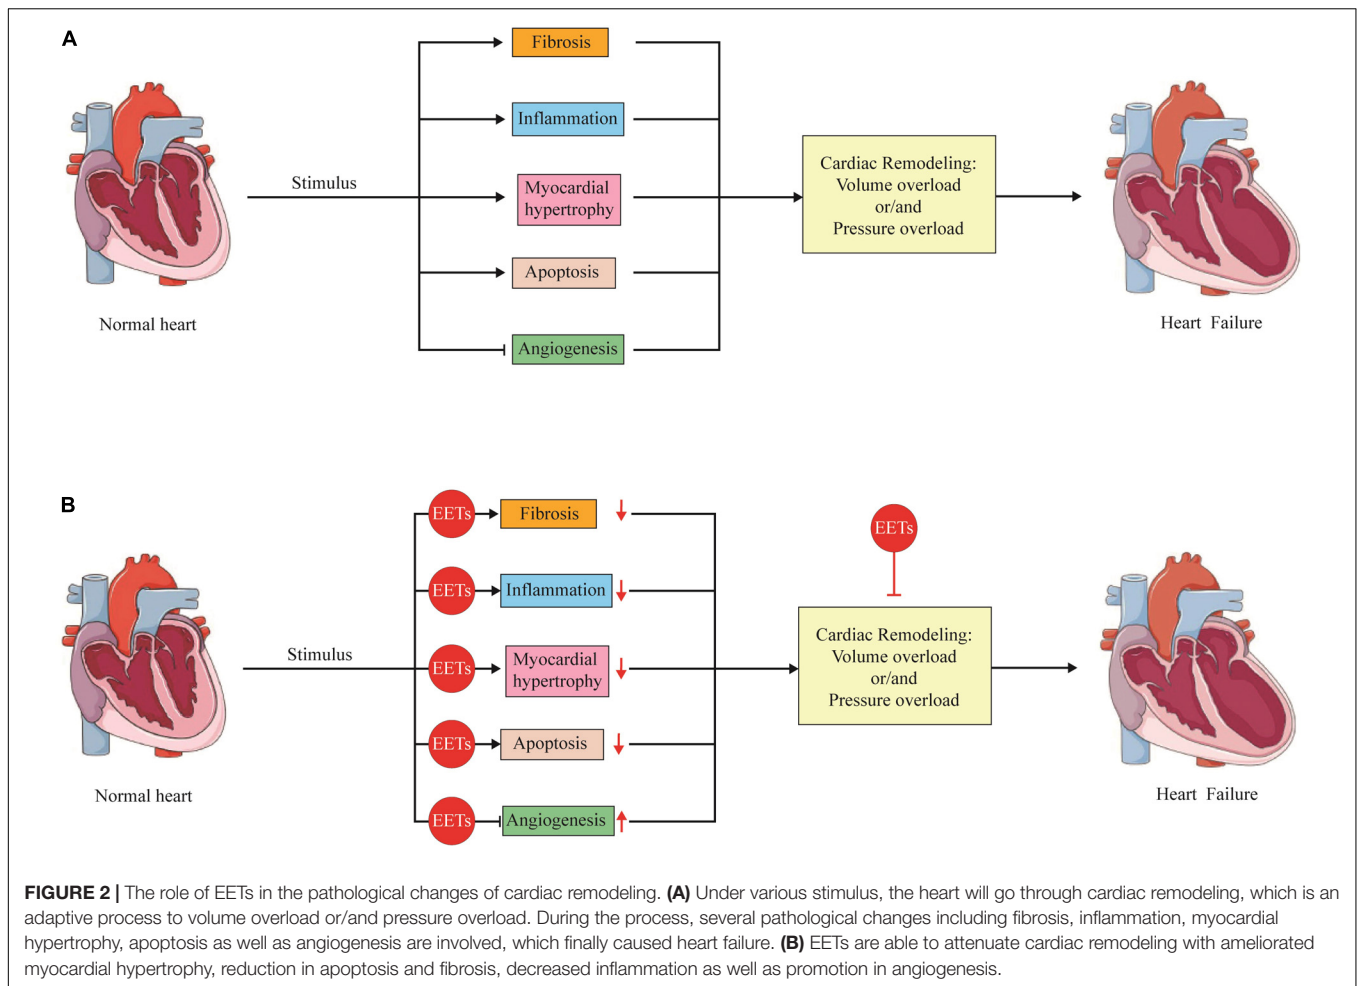 A
Fibrosis
Inflammation
Stimulus
Myocardial
hypertrophy
Apoptosis
Angiogenesis
Cardiac Remodeling:
Volume overload
or/and
Pressure overload
Normal heart
Heart Failure
B
EETs
Fibrosis
EETs
EETs
Inflammation
Stimulus
EETs
Myocardial
hypertrophy
EETs
Apoptosis
EETs
Angiogenesis
Cardiac Remodeling:
Volume overload
or/and
Pressure overload
Normal heart
Heart Failure
FIGURE 2 | The role of EETs in the pathological changes of cardiac remodeling. (A) Under various stimulus, the heart will go through cardiac remodeling, which is an
adaptive process to volume overload or/and pressure overload. During the process, several pathological changes including fibrosis, inflammation, myocardial
hypertrophy, apoptosis as well as angiogenesis are involved, which finally caused heart failure. (B) EETs are able to attenuate cardiac remodeling with ameliorated
myocardial hypertrophy, reduction in apoptosis and fibrosis, decreased inflammation as well as promotion in angiogenesis.